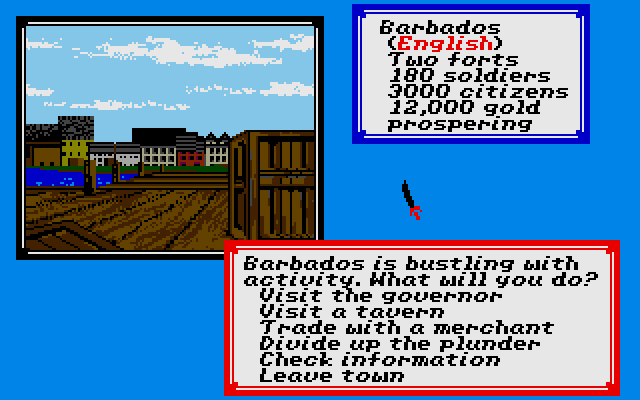 Barbados
(English)
Two forts
180 soldiers
3000 citizens
12,000 gold
prospering
Barbados is bustling with
activity. What will you do?
Visit the governor
Visit a tavern
Trade with a merchant
Divide up the plunder
Check information
Leave town